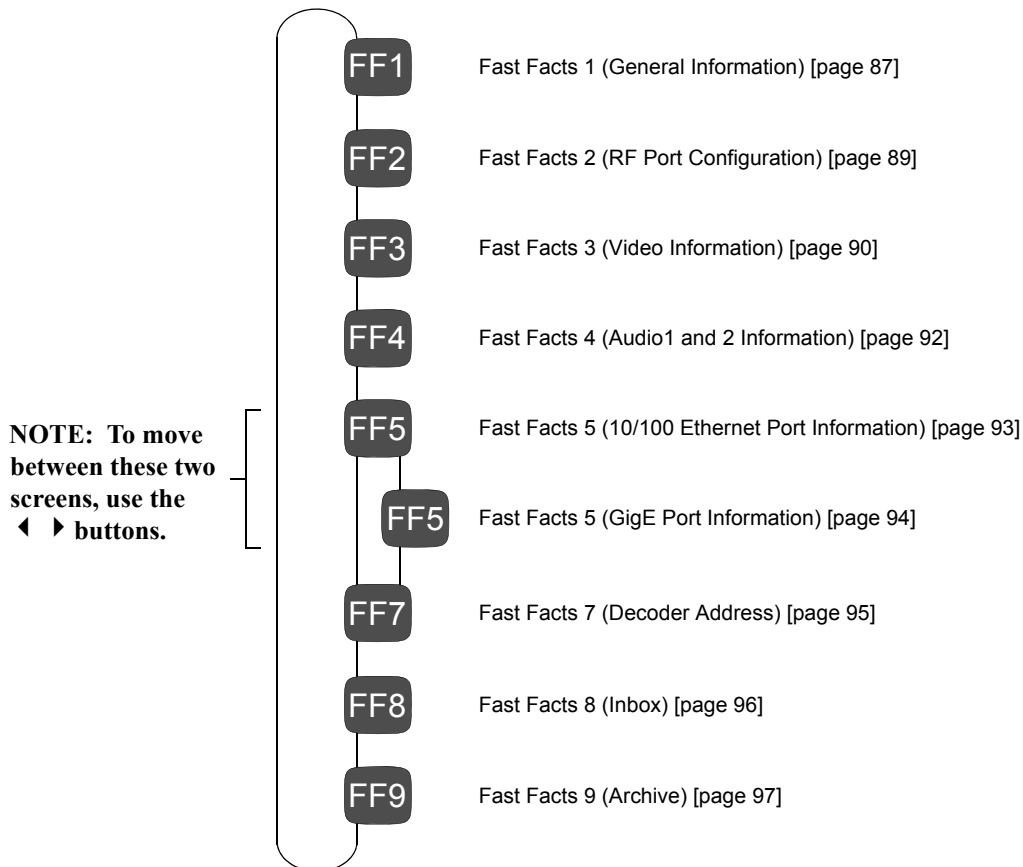 FF1 Fast Facts 1 (General Information) [page 87]
FF2 Fast Facts 2 (RF Port Configuration) [page 89]
FF3 Fast Facts 3 (Video Information) [page 90]
FF4 Fast Facts 4 (Audio1 and 2 Information) [page 92]
NOTE: To move
between these two
screens, use the
◀ ▶ buttons.
FF5 Fast Facts 5 (10/100 Ethernet Port Information) [page 93]
FF5 Fast Facts 5 (GigE Port Information) [page 94]
FF7 Fast Facts 7 (Decoder Address) [page 95]
FF8 Fast Facts 8 (Inbox) [page 96]
FF9 Fast Facts 9 (Archive) [page 97]